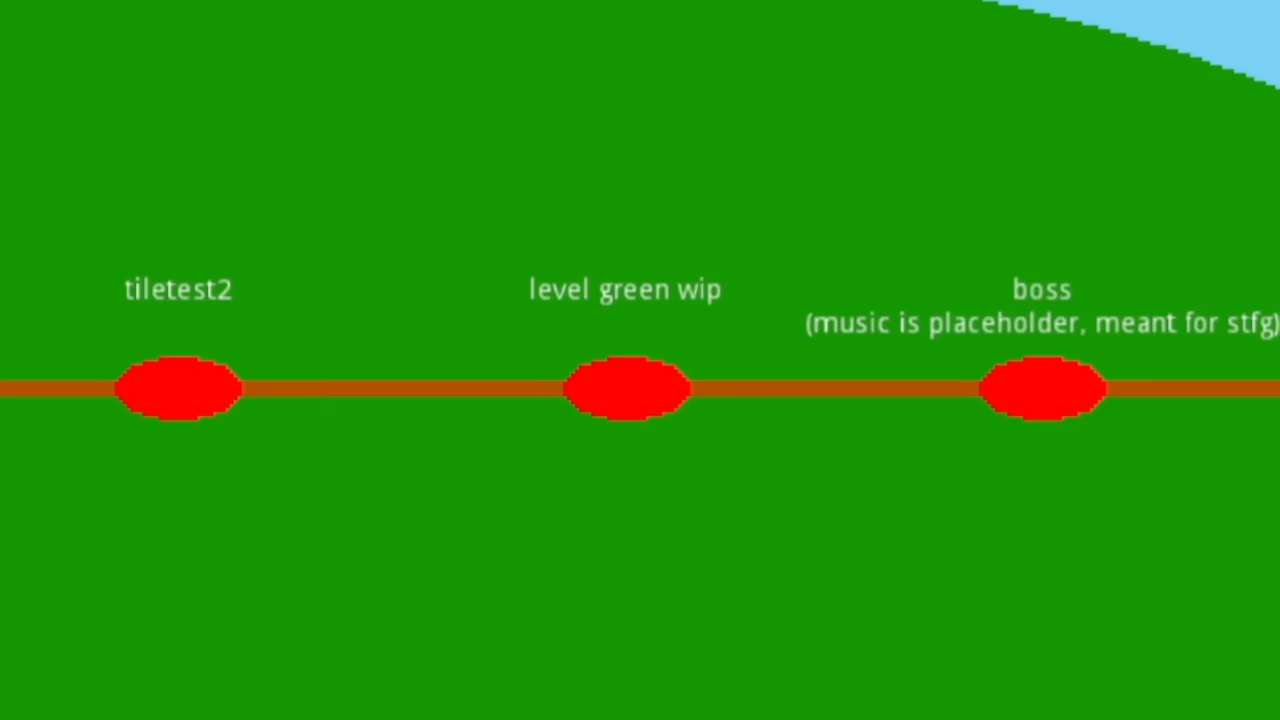 tiletest2
level green wip
boss
(music is placeholder, meant for stfg)